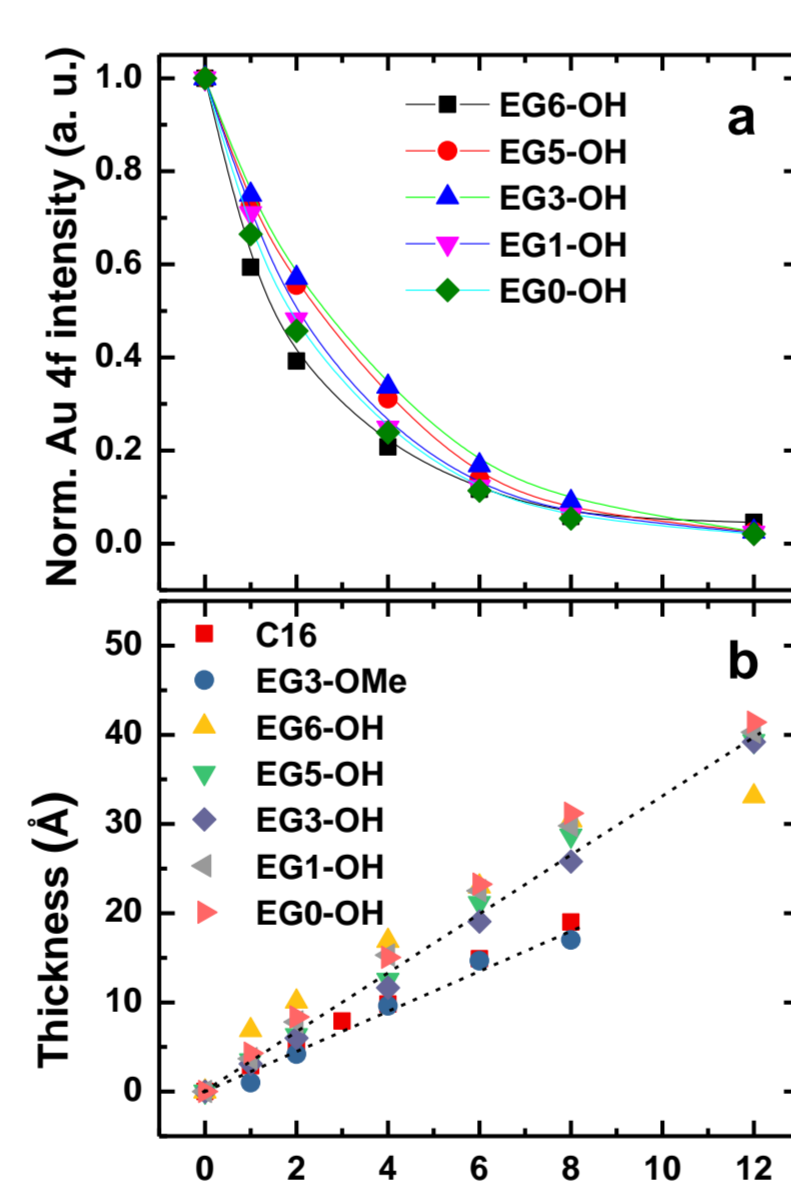 Norm. Au 4f intensity (a. u.)
1.0
0.8
0.6
0.4
0.2
0.0
a
EG6-OH
EG5-OH
EG3-OH
EG1-OH
EG0-OH
Thickness (Å)
50
40
30
20
10
0
b
C16
EG3-OMe
EG6-OH
EG5-OH
EG3-OH
EG1-OH
EG0-OH
0 2 4 6 8 10 12